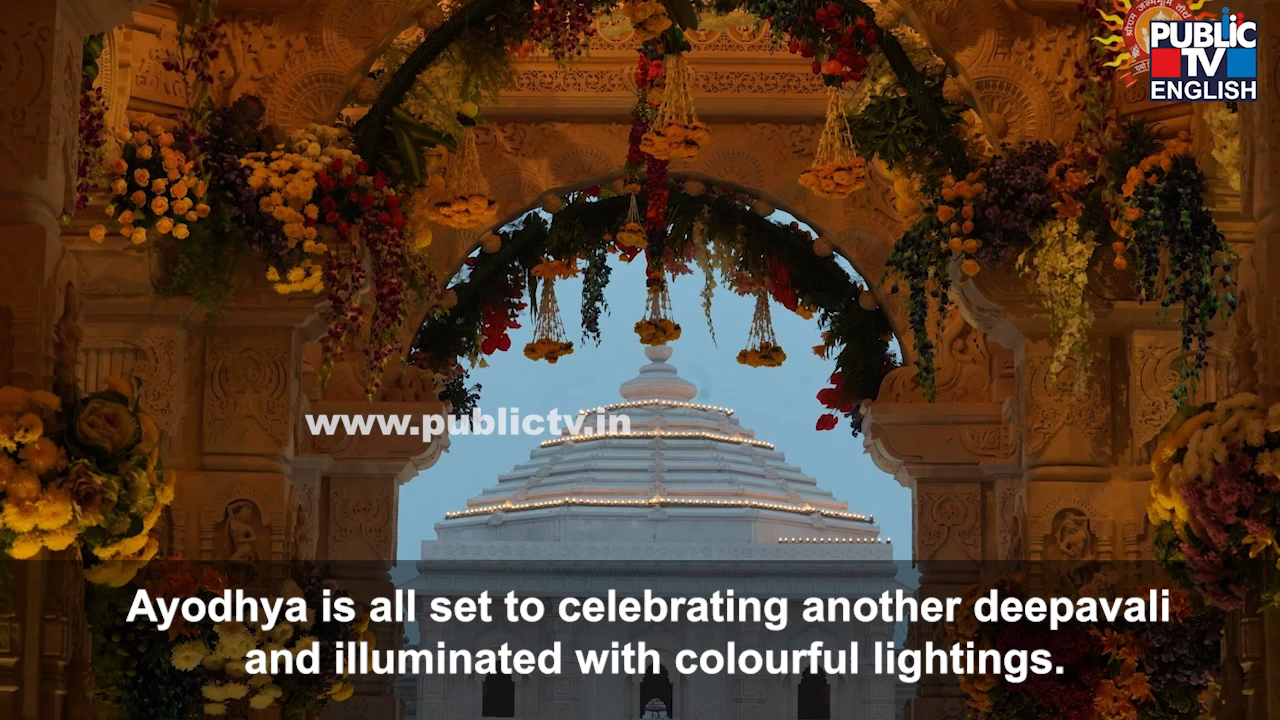 PUBLIC
TV
ENGLISH
www.publictv.in
Ayodhya is all set to celebrating another deepavali
and illuminated with colourful lightings.